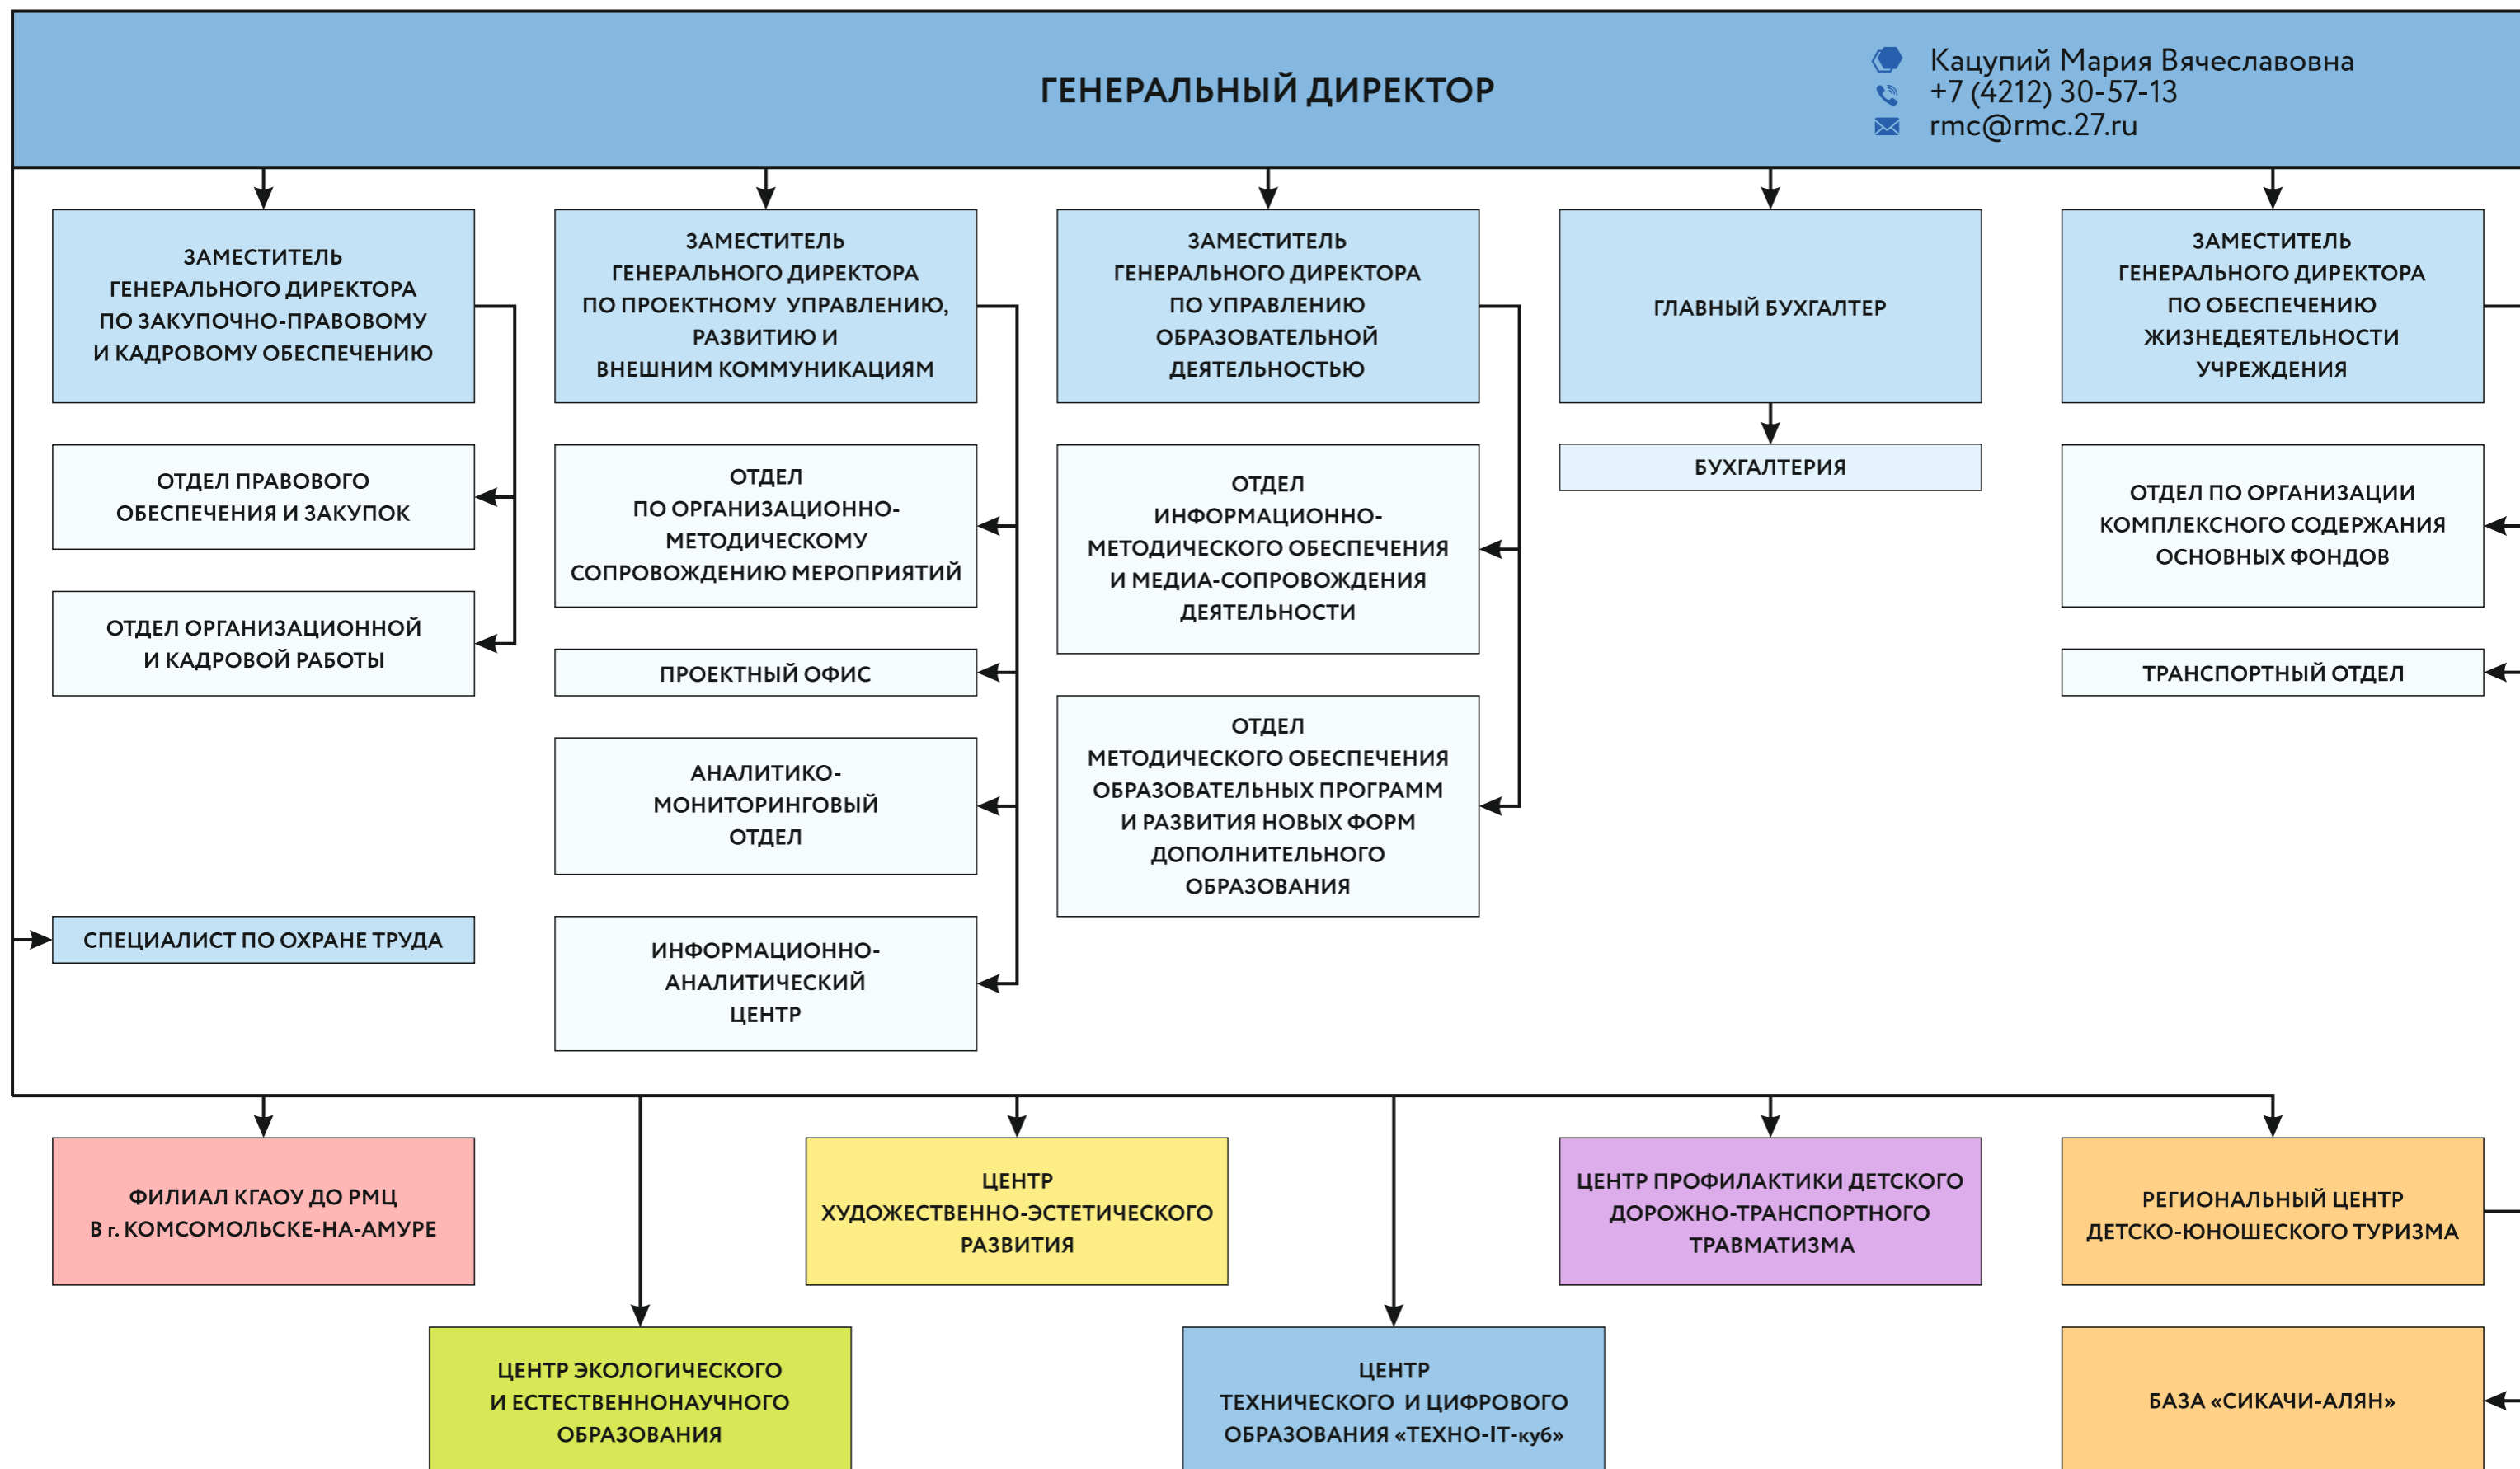 ГЕНЕРАЛЬНЫЙ ДИРЕКТОР
Кацупий Мария Вячеславовна
+7 (4212) 30-57-13
rmc@rmc.27.ru
ЗАМЕСТИТЕЛЬ
ГЕНЕРАЛЬНОГО ДИРЕКТОРА
ПО ЗАКУПОЧНО-ПРАВОВОМУ
И КАДРОВОМУ ОБЕСПЕЧЕНИЮ
ЗАМЕСТИТЕЛЬ
ГЕНЕРАЛЬНОГО ДИРЕКТОРА
ПО ПРОЕКТНОМУ УПРАВЛЕНИЮ,
РАЗВИТИЮ И
ВНЕШНИМ КОММУНИКАЦИЯМ
ЗАМЕСТИТЕЛЬ
ГЕНЕРАЛЬНОГО ДИРЕКТОРА
ПО УПРАВЛЕНИЮ
ОБРАЗОВАТЕЛЬНОЙ
ДЕЯТЕЛЬНОСТЬЮ
ГЛАВНЫЙ БУХГАЛТЕР
ЗАМЕСТИТЕЛЬ
ГЕНЕРАЛЬНОГО ДИРЕКТОРА
ПО ОБЕСПЕЧЕНИЮ
ЖИЗНЕДЕЯТЕЛЬНОСТИ
УЧРЕЖДЕНИЯ
ОТДЕЛ ПРАВОВОГО
ОБЕСПЕЧЕНИЯ И ЗАКУПОК
ОТДЕЛ ОРГАНИЗАЦИОННОЙ
И КАДРОВОЙ РАБОТЫ
ОТДЕЛ
ПО ОРГАНИЗАЦИОННО-
МЕТОДИЧЕСКОМУ
СОПРОВОЖДЕНИЮ МЕРОПРИЯТИЙ
ПРОЕКТНЫЙ ОФИС
АНАЛИТИКО-
МОНИТОРИНГОВЫЙ
ОТДЕЛ
ИНФОРМАЦИОННО-
АНАЛИТИЧЕСКИЙ
ЦЕНТР
ОТДЕЛ
ИНФОРМАЦИОННО-
МЕТОДИЧЕСКОГО ОБЕСПЕЧЕНИЯ
И МЕДИА-СОПРОВОЖДЕНИЯ
ДЕЯТЕЛЬНОСТИ
ОТДЕЛ
МЕТОДИЧЕСКОГО ОБЕСПЕЧЕНИЯ
ОБРАЗОВАТЕЛЬНЫХ ПРОГРАММ
И РАЗВИТИЯ НОВЫХ ФОРМ
ДОПОЛНИТЕЛЬНОГО
ОБРАЗОВАНИЯ
БУХГАЛТЕРИЯ
ОТДЕЛ ПО ОРГАНИЗАЦИИ
КОМПЛЕКСНОГО СОДЕРЖАНИЯ
ОСНОВНЫХ ФОНДОВ
ТРАНСПОРТНЫЙ ОТДЕЛ
СПЕЦИАЛИСТ ПО ОХРАНЕ ТРУДА
ФИЛИАЛ КГАОУ ДО РМЦ
В г. КОМСОМОЛЬСКЕ-НА-АМУРЕ
ЦЕНТР
ХУДОЖЕСТВЕННО-ЭСТЕТИЧЕСКОГО
РАЗВИТИЯ
ЦЕНТР ПРОФИЛАКТИКИ ДЕТСКОГО
ДОРОЖНО-ТРАНСПОРТНОГО
ТРАВМАТИЗМА
РЕГИОНАЛЬНЫЙ ЦЕНТР
ДЕТСКО-ЮНОШЕСКОГО ТУРИЗМА
ЦЕНТР ЭКОЛОГИЧЕСКОГО
И ЕСТЕСТВЕННОНАУЧНОГО
ОБРАЗОВАНИЯ
ЦЕНТР
ТЕХНИЧЕСКОГО И ЦИФРОВОГО
ОБРАЗОВАНИЯ «ТЕХНО-IT-куб»
БАЗА «СИКАЧИ-АЛЯН»